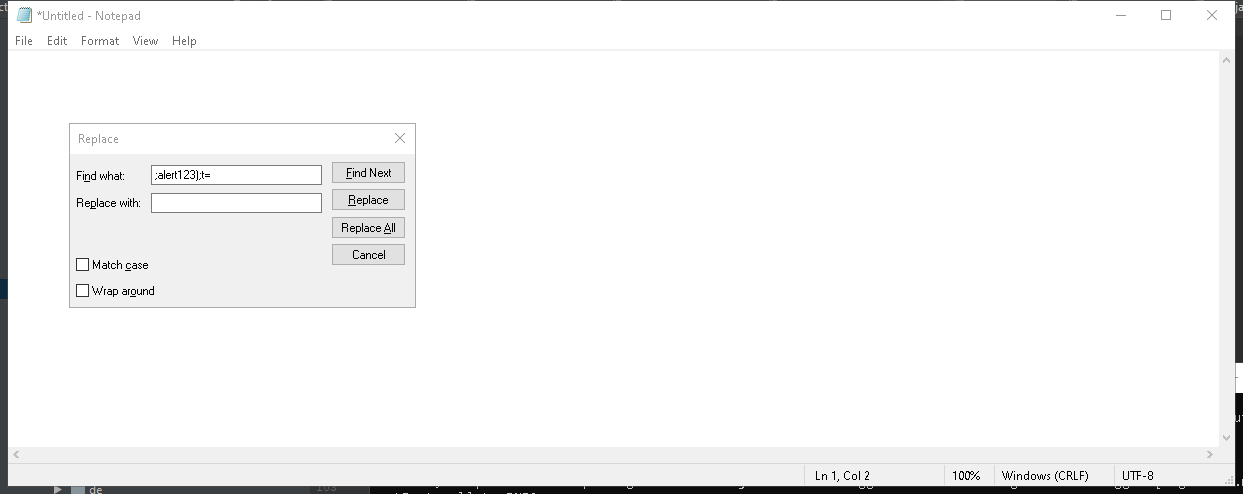 *Untitled - Notepad
File Edit Format View Help
Replace
Find what: ;alert123);t= Find Next
Replace with: Replace
Replace All
Cancel
Match case
Wrap around
Ln 1, Col 2 100% Windows (CRLF) UTF-8
de